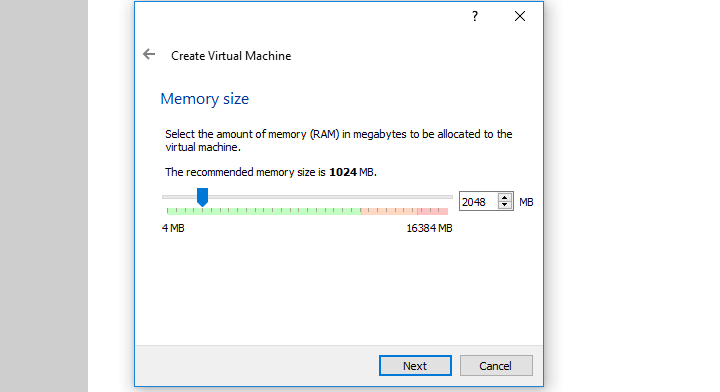 ?
Create Virtual Machine
Memory size
Select the amount of memory (RAM) in megabytes to be allocated to the
virtual machine.
The recommended memory size is 1024 MB.
2048 MB
4 MB 16384 MB
Next Cancel